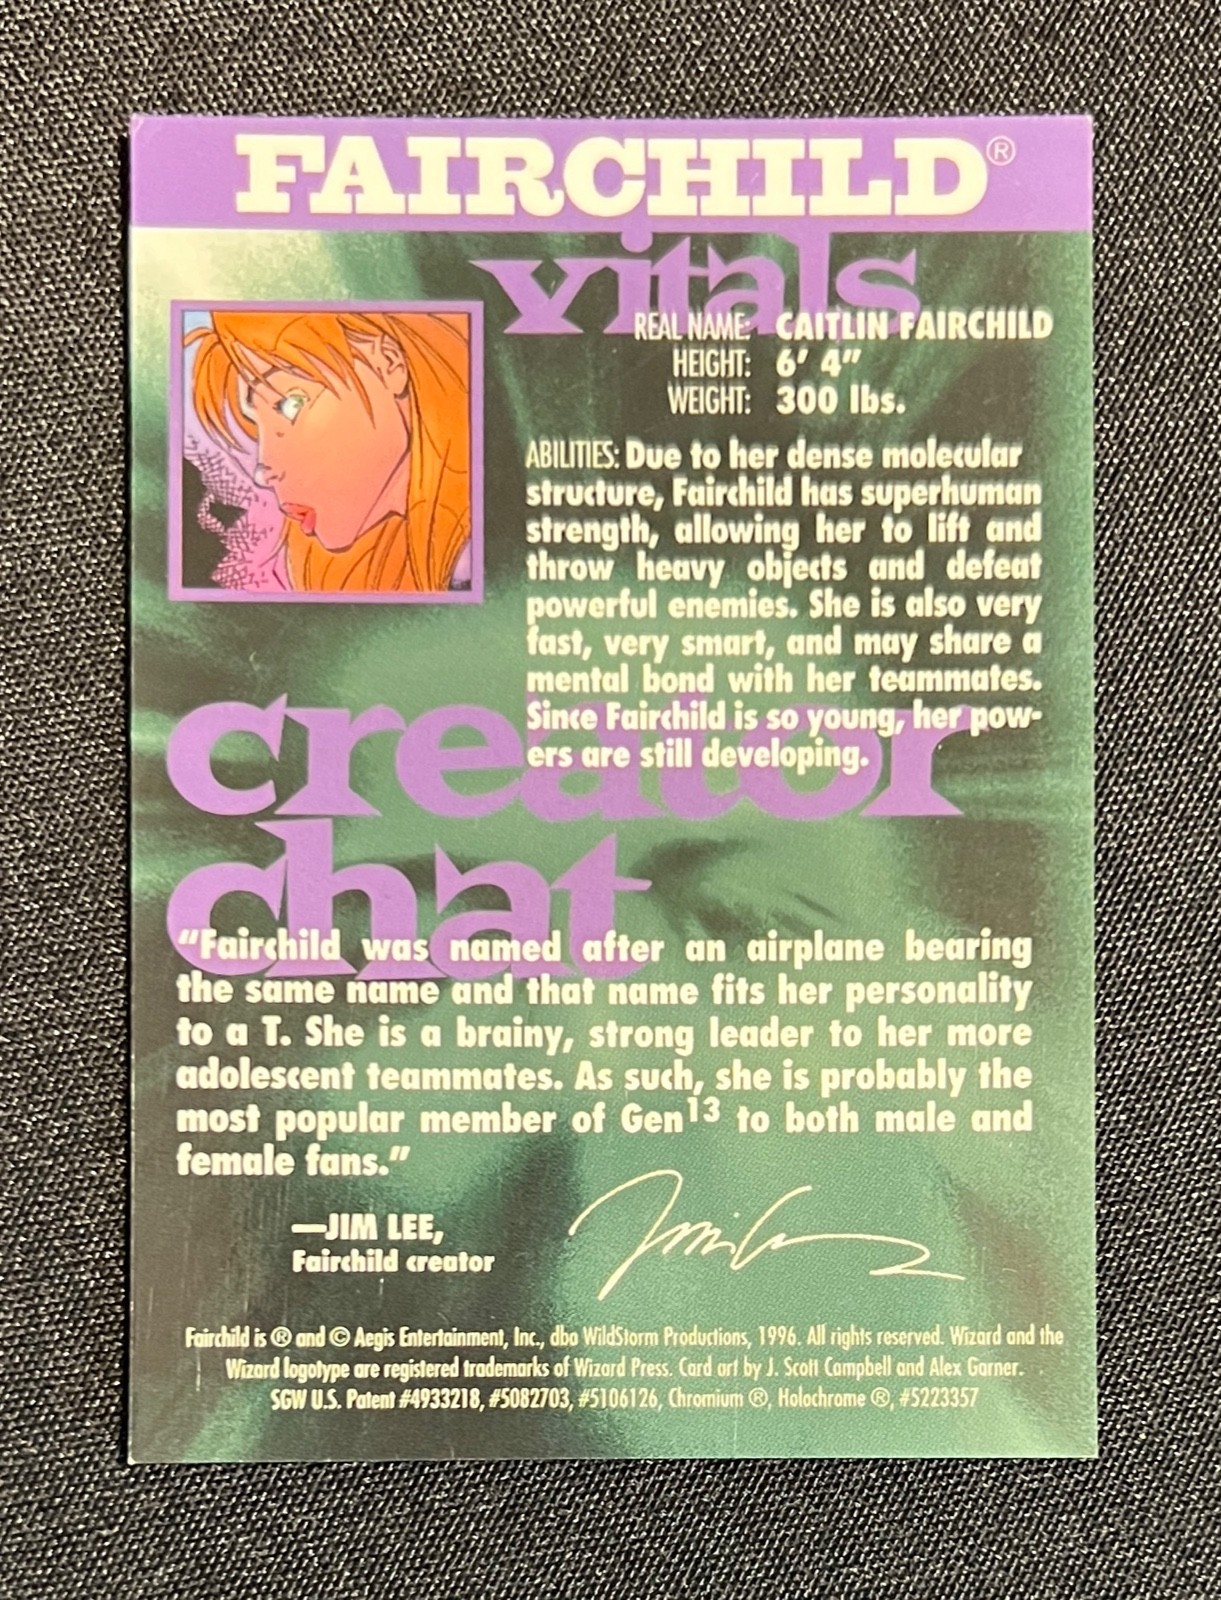 FAIRCHILD®
vitals
REAL NAME: CAITLIN FAIRCHILD
HEIGHT: 6' 4"
WEIGHT: 300 lbs.
ABILITIES: Due to her dense molecular
structure, Fairchild has superhuman
strength, allowing her to lift and
throw heavy objects and defeat
powerful enemies. She is also very
fast, very smart, and may share a
mental bond with her teammates.
Since Fairchild is so young, her pow-
ers are still developing.
creator
chat
"Fairchild was named after an airplane bearing
the same name and that name fits her personality
to a T. She is a brainy, strong leader to her more
adolescent teammates. As such, she is probably the
most popular member of Gen¹³ to both male and
female fans."
—JIM LEE,
Fairchild creator
Jim Lee
Fairchild is ® and © Aegis Entertainment, Inc., dba WildStorm Productions, 1996. All rights reserved. Wizard and the
Wizard logotype are registered trademarks of Wizard Press. Card art by J. Scott Campbell and Alex Garner.
SGW U.S. Patent #4933218, #5082703, #5106126, Chromium ®, Holochrome ®, #5223357